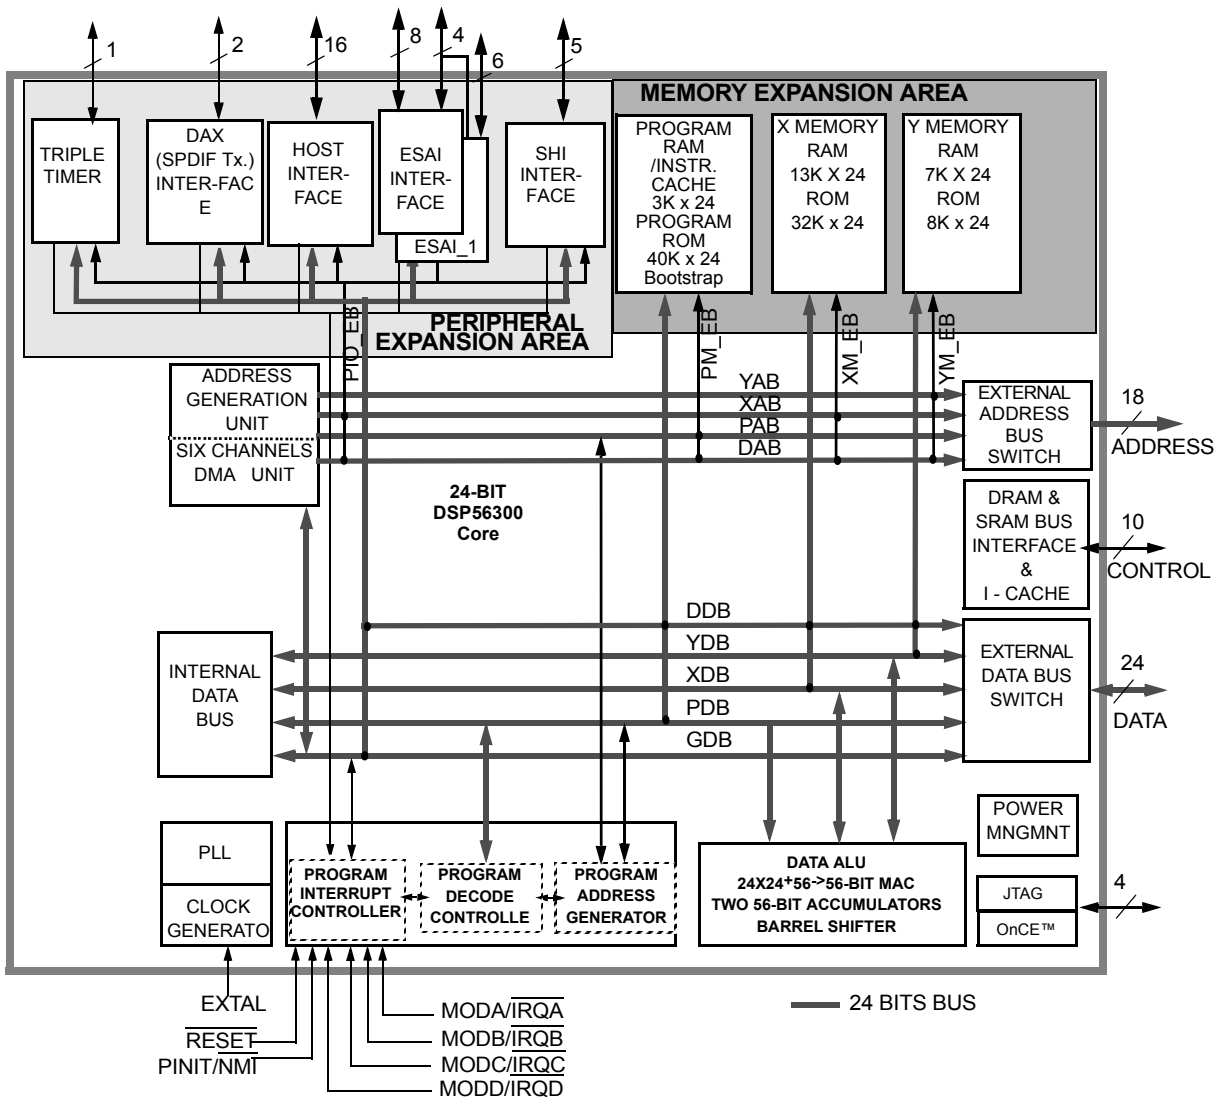 1
2
16
8
4
6
5
MEMORY EXPANSION AREA
TRIPLE
TIMER
DAX
(SPDIF Tx.)
INTER-FAC
E
HOST
INTER-
FACE
ESAI
INTER-
FACE
ESAI_1
SHI
INTER-
FACE
PROGRAM
RAM
/INSTR.
CACHE
3K x 24
PROGRAM
ROM
40K x 24
Bootstrap
X MEMORY
RAM
13K X 24
ROM
32K x 24
Y MEMORY
RAM
7K X 24
ROM
8K x 24
PERIPHERAL
EXPANSION AREA
PIO_EB
PM_EB
XM_EB
YM_EB
ADDRESS
GENERATION
UNIT
SIX CHANNELS
DMA UNIT
YAB
XAB
PAB
DAB
EXTERNAL
ADDRESS
BUS
SWITCH
18
ADDRESS
24-BIT
DSP56300
Core
DRAM &
SRAM BUS
INTERFACE
&
I - CACHE
10
CONTROL
DDB
YDB
XDB
PDB
GDB
INTERNAL
DATA
BUS
EXTERNAL
DATA BUS
SWITCH
24
DATA
PLL
CLOCK
GENERATO
PROGRAM
INTERRUPT
CONTROLLER
PROGRAM
DECODE
CONTROLLE
PROGRAM
ADDRESS
GENERATOR
DATA ALU
24X24+56->56-BIT MAC
TWO 56-BIT ACCUMULATORS
BARREL SHIFTER
POWER
MNGMNT
JTAG
OnCE™
4
EXTAL
RESET
PINIT/NMI
MODA/IRQA
MODB/IRQB
MODC/IRQC
MODD/IRQD
24 BITS BUS